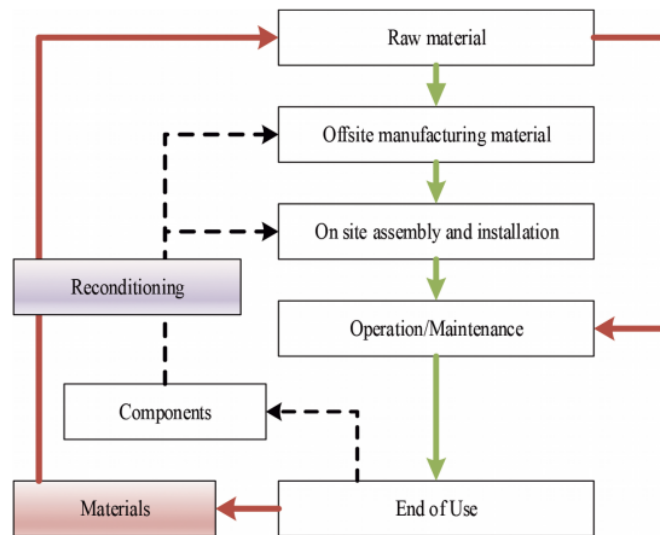 Raw material
Offsite manufacturing material
On site assembly and installation
Reconditioning
Operation/Maintenance
Components
Materials
End of Use